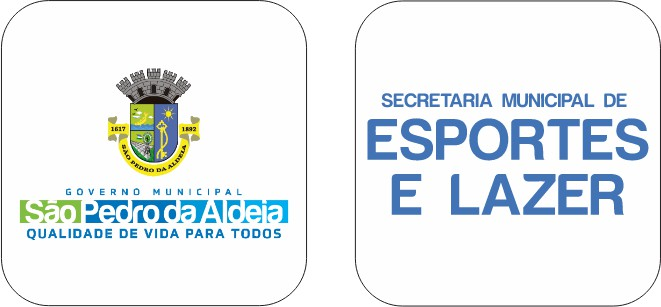 1617 1892
SÃO PEDRO DA ALDEIA
GOVERNO MUNICIPAL
São Pedro da Aldeia
QUALIDADE DE VIDA PARA TODOS
SECRETARIA MUNICIPAL DE
ESPORTES
E LAZER